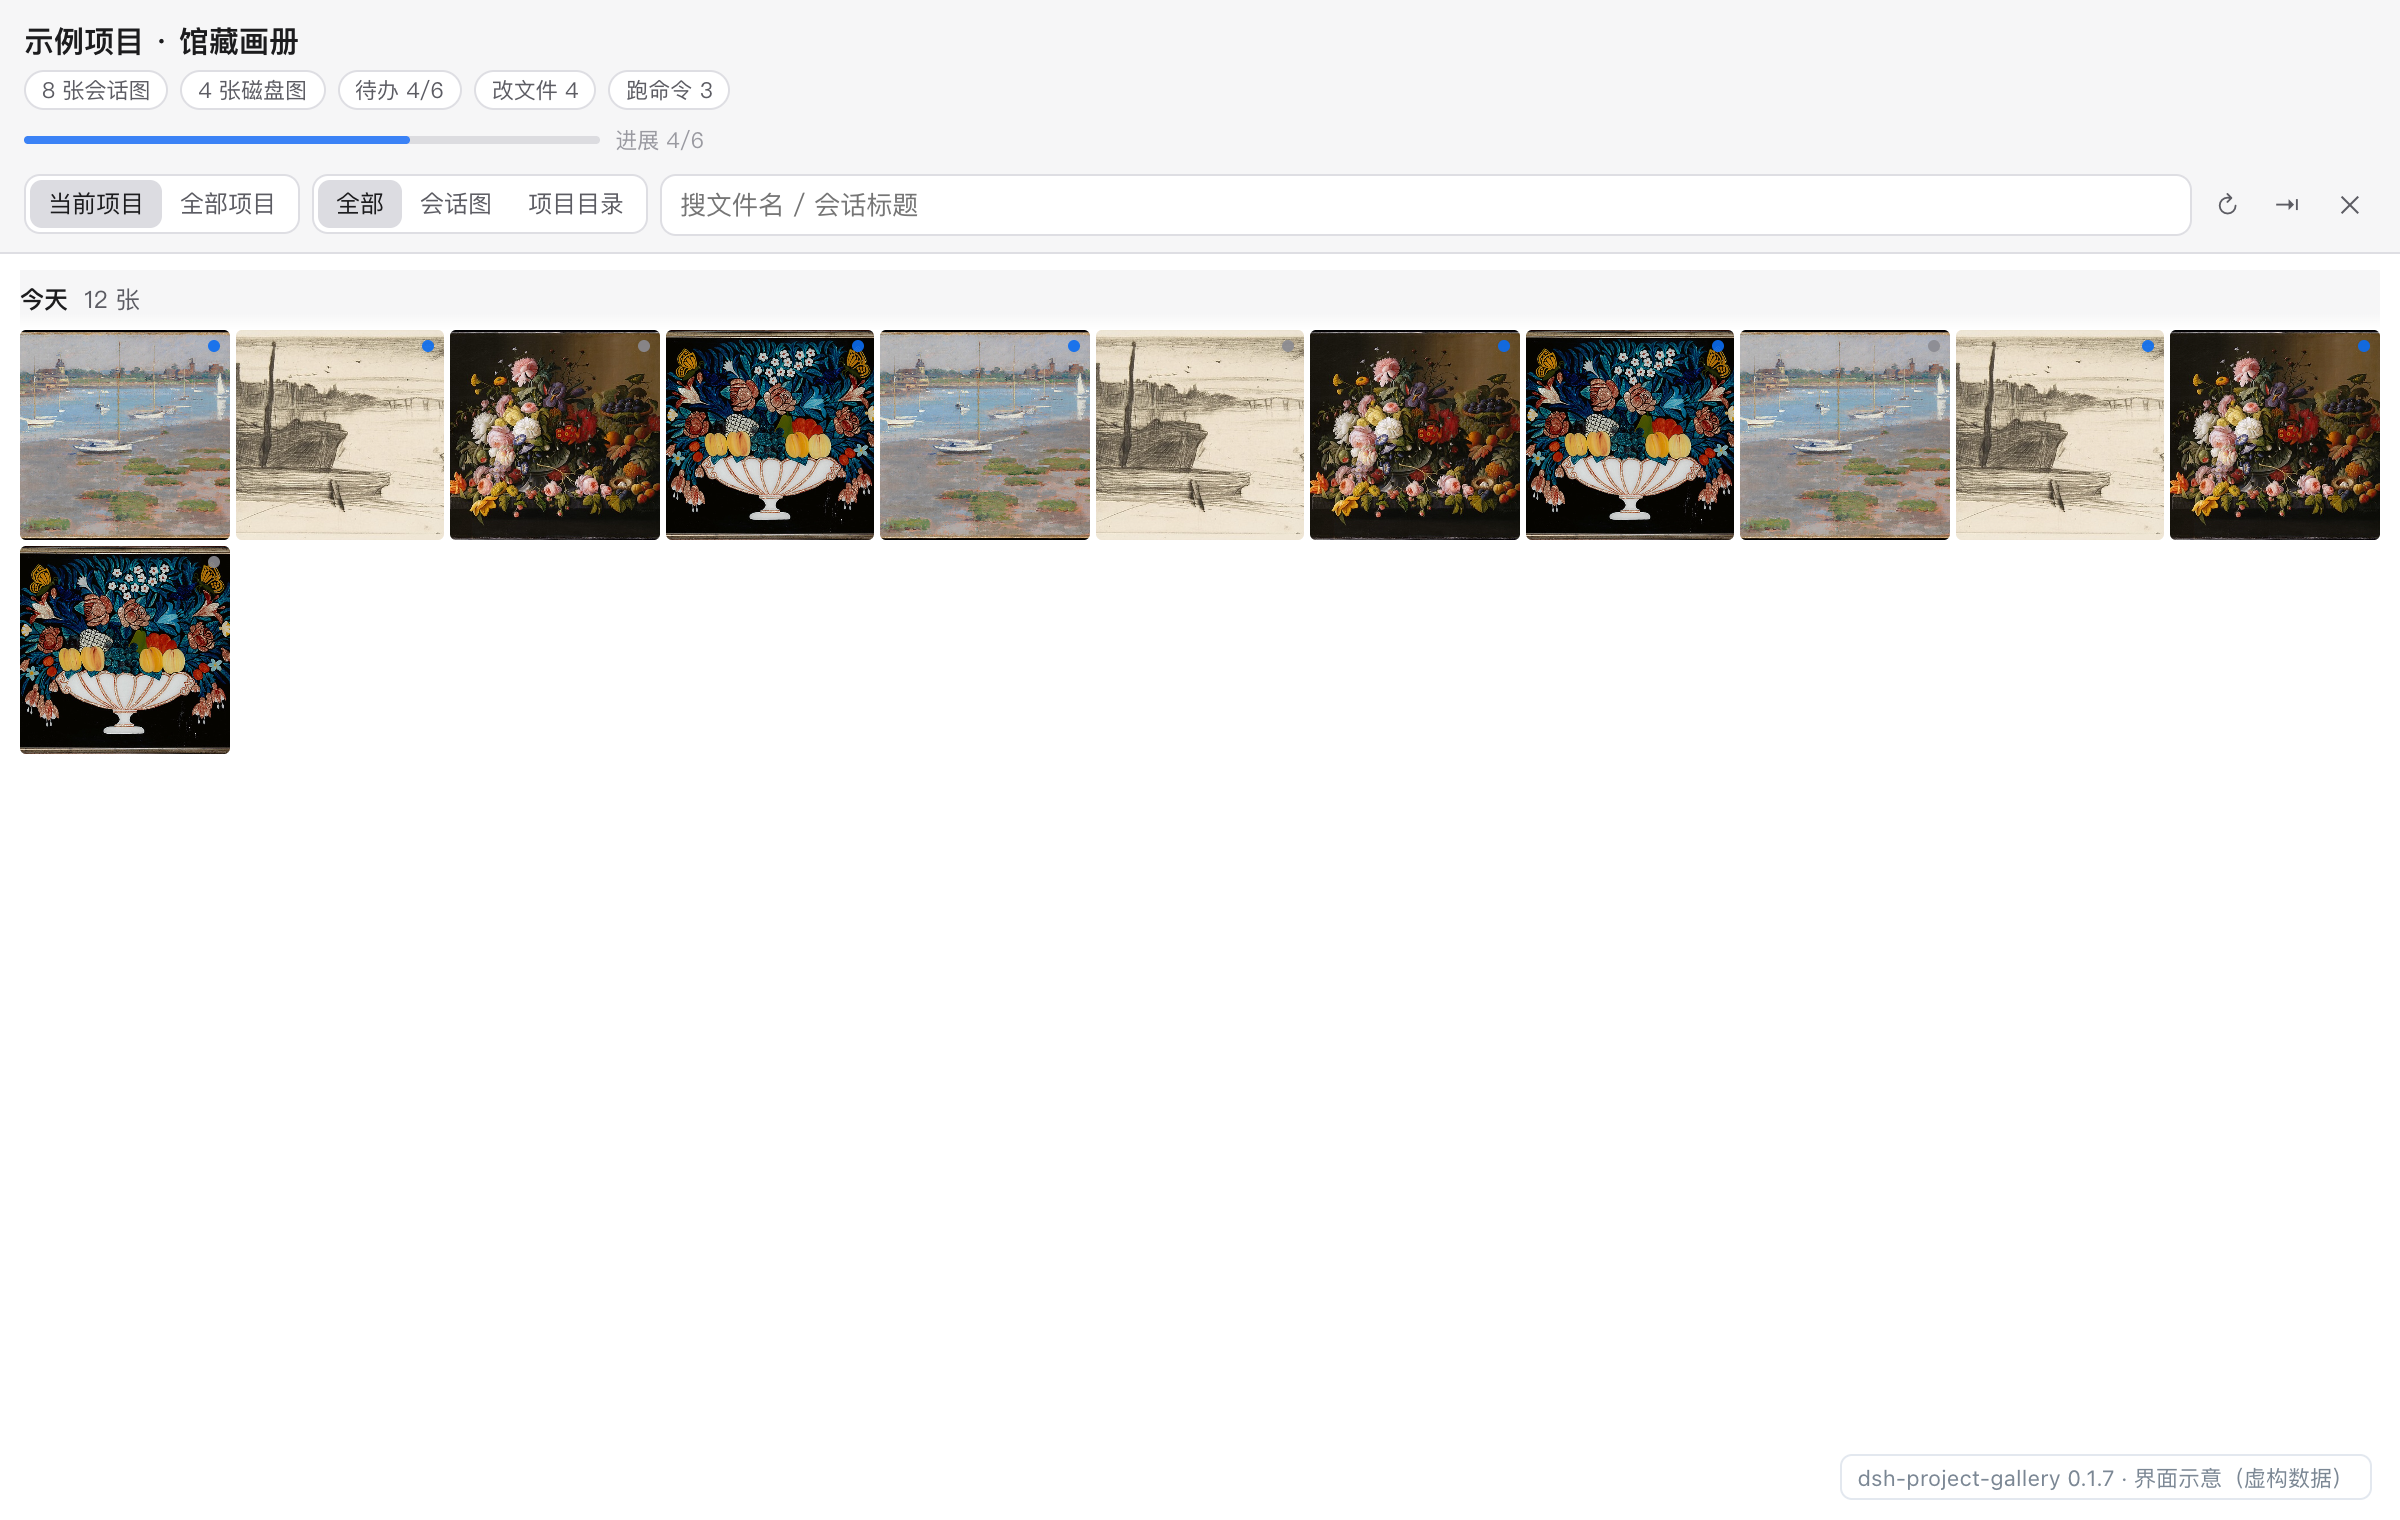 示例项目 · 馆藏画册
8 张会话图 4 张磁盘图 待办 4/6 改文件 4 跑命令 3
进展 4/6
当前项目 全部项目 全部 会话图 项目目录 搜文件名 / 会话标题
今天 12 张
dsh-project-gallery 0.1.7 · 界面示意（虚构数据）